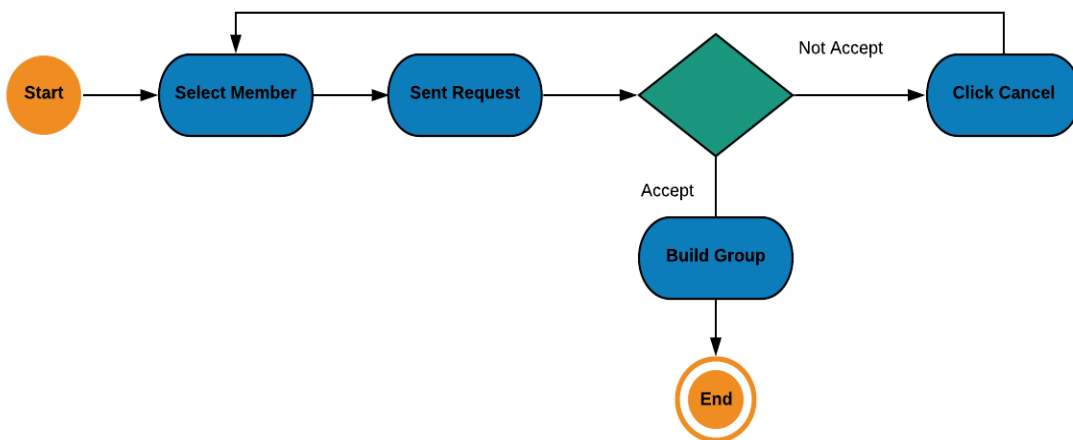 Not Accept
Start
Select Member
Sent Request
Click Cancel
Accept
Build Group
End